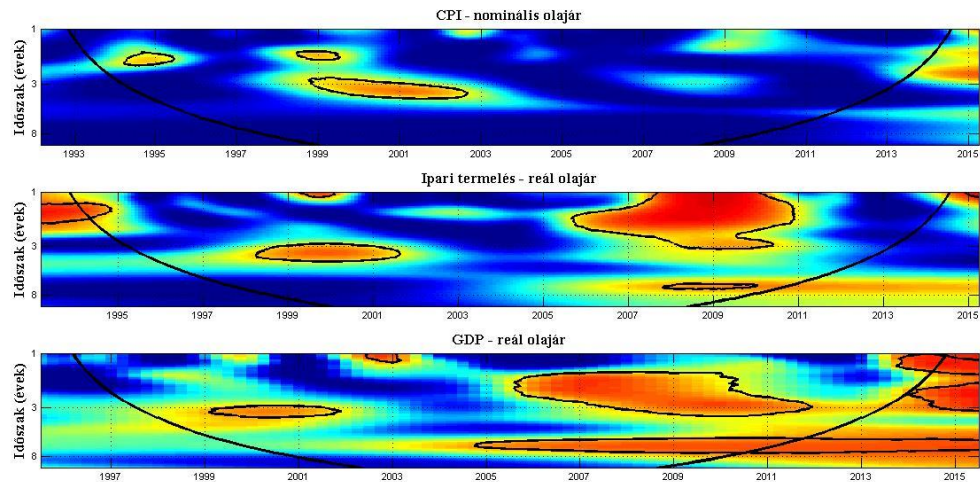 CPI - nominális olajár
Időszak (évek)
1
3
8
1993 1995 1997 1999 2001 2003 2005 2007 2009 2011 2013 2015
Ipari termelés - reál olajár
Időszak (évek)
1
3
8
1995 1997 1999 2001 2003 2005 2007 2009 2011 2013 2015
GDP - reál olajár
Időszak (évek)
1
3
8
1997 1999 2001 2003 2005 2007 2009 2011 2013 2015